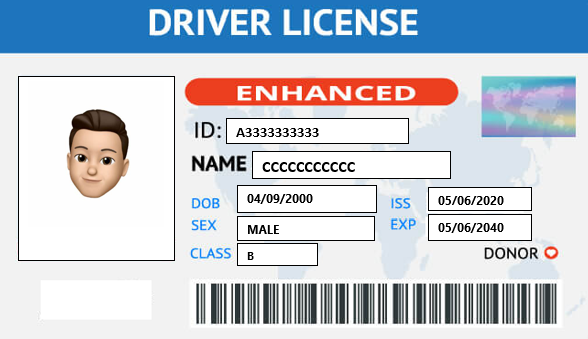 DRIVER LICENSE
ENHANCED
ID: A3333333333
NAME CCCCCCCCCCC
DOB 04/09/2000 ISS 05/06/2020
SEX MALE EXP 05/06/2040
CLASS B DONOR